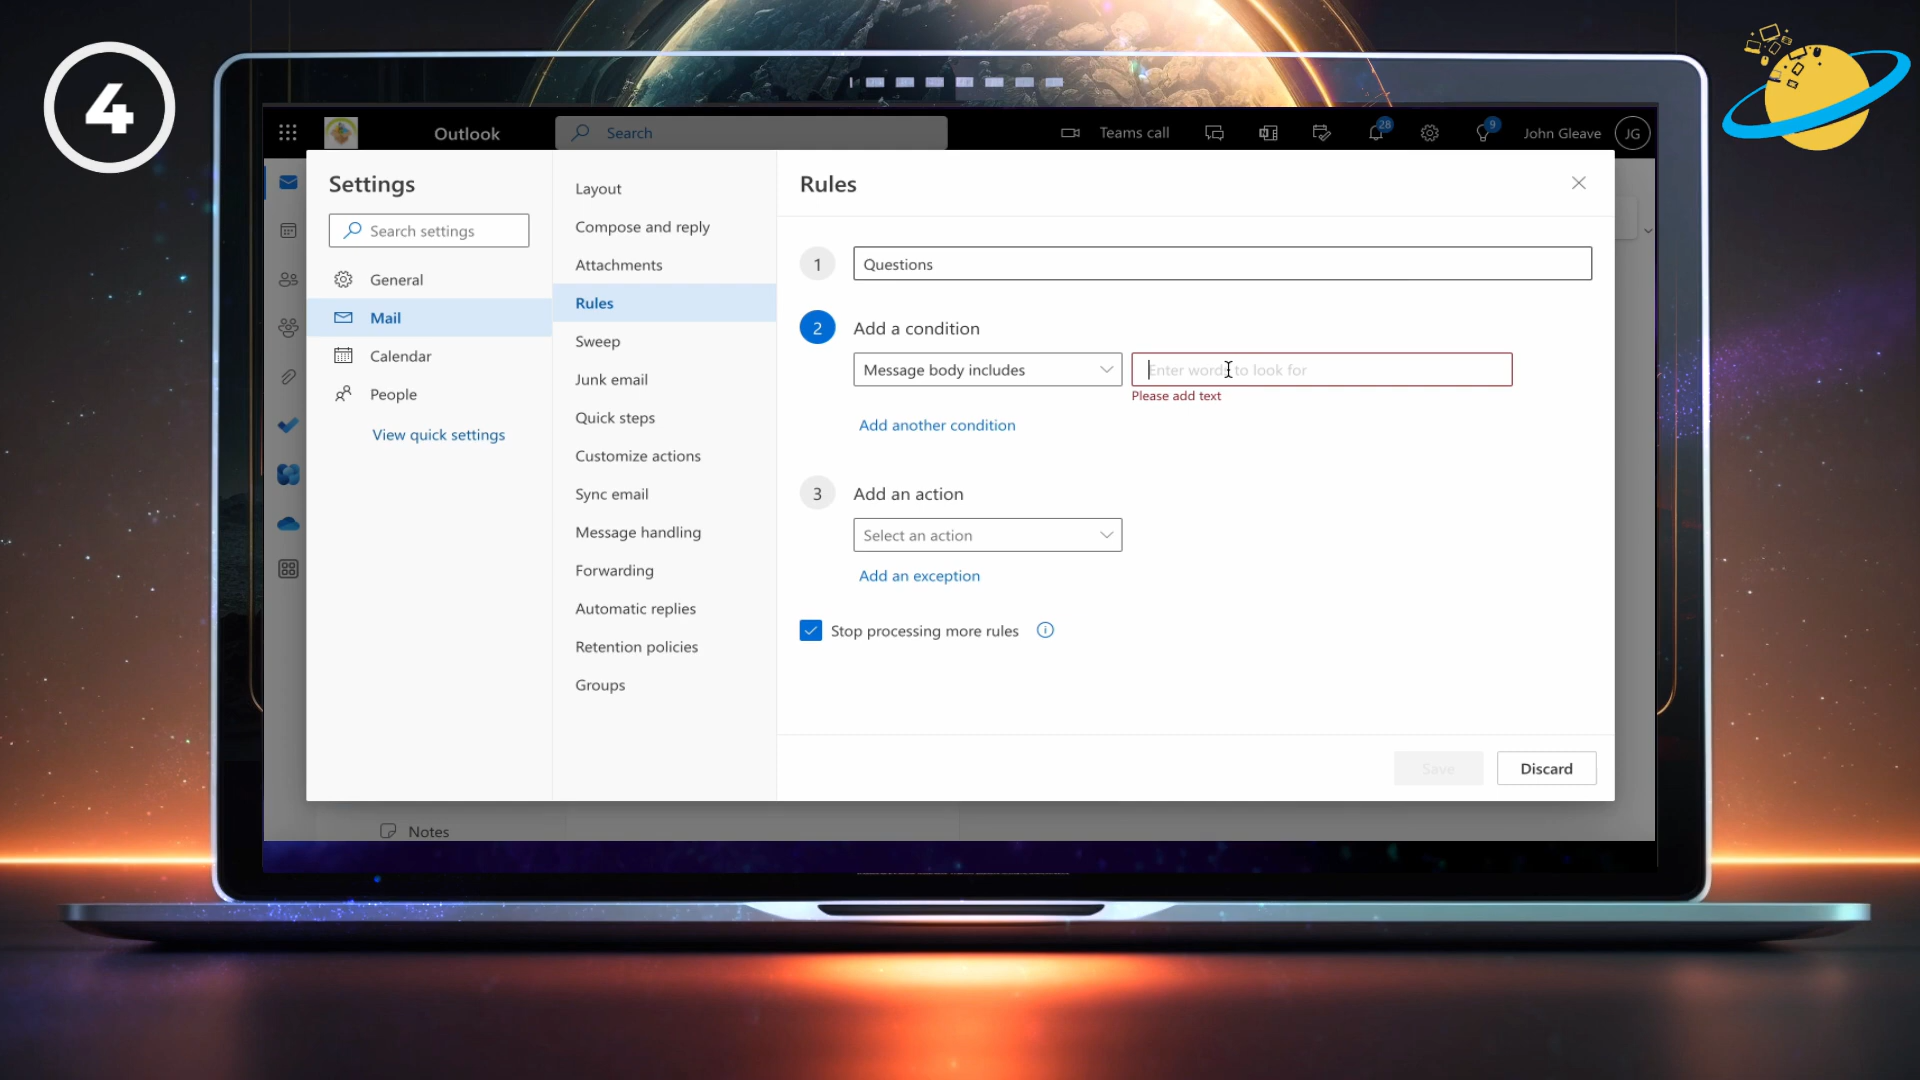 4
Outlook
Search
Teams call
28
9
John Gleave
JG
Settings
Search settings
General
Mail
Calendar
People
View quick settings
Layout
Compose and reply
Attachments
Rules
Sweep
Junk email
Quick steps
Customize actions
Sync email
Message handling
Forwarding
Automatic replies
Retention policies
Groups
Rules
1
Questions
2
Add a condition
Message body includes
Enter words to look for
Please add text
Add another condition
3
Add an action
Select an action
Add an exception
Stop processing more rules
Save
Discard
Notes